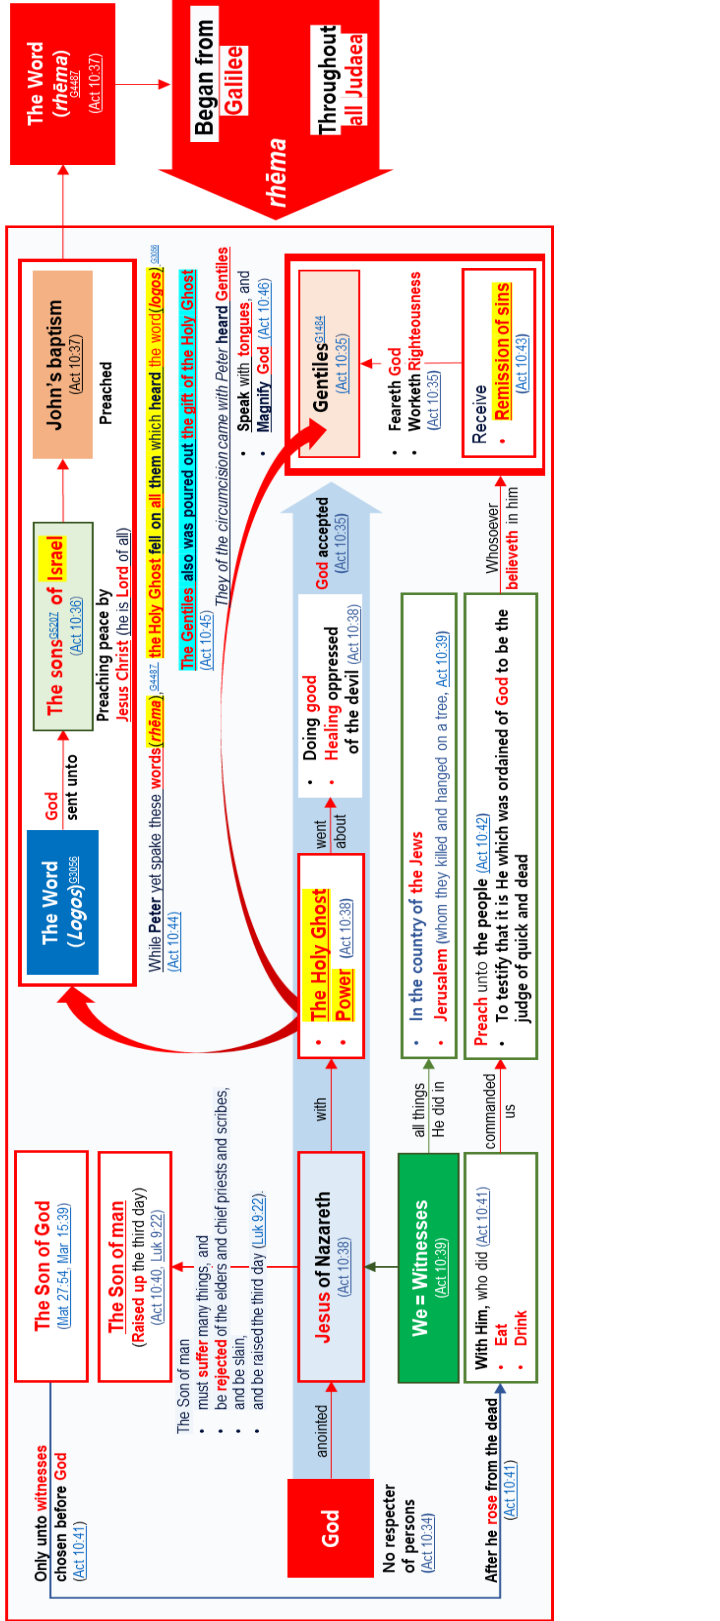 Only unto witnesses
chosen before God
(Act 10:41)
The Son of God
(Mat 27:54, Mar 15:39)
The Son of man
(Raised up the third day)
(Act 10:40, Luk 9:22)
The Son of man
• must suffer many things, and
• be rejected of the elders and chief priests and scribes,
• and be slain,
• and be raised the third day (Luk 9:22).
The Word
(Logos)G3056
God
sent unto
The sonsG5207 of Israel
(Act 10:36)
Preaching peace by
Jesus Christ (he is Lord of all)
John's baptism
(Act 10:37)
Preached
The Word
(rhēma)
G4487
(Act 10:37)
Began from
Galilee
Throughout
all Judaea
rhēma
While Peter yet spake these words(rhēma),G4487 the Holy Ghost fell on all them which heard the word(logos).G3056
(Act 10:44)
The Gentiles also was poured out the gift of the Holy Ghost
(Act 10:45)
They of the circumcision came with Peter heard Gentiles
• Speak with tongues, and
• Magnify God (Act 10:46)
God
No respecter
of persons
(Act 10:34)
anointed
Jesus of Nazareth
(Act 10:38)
with
• The Holy Ghost
• Power (Act 10:38)
went
about
• Doing good
• Healing oppressed
of the devil (Act 10:38)
God accepted
(Act 10:35)
GentilesG1484
(Act 10:35)
• Feareth God
• Worketh Righteousness
(Act 10:35)
Receive
• Remission of sins
(Act 10:43)
We = Witnesses
(Act 10:39)
all things
He did in
• In the country of the Jews
• Jerusalem (whom they killed and hanged on a tree, Act 10:39)
After he rose from the dead
(Act 10:41)
With Him, who did (Act 10:41)
• Eat
• Drink
commanded
us
Preach unto the people (Act 10:42)
• To testify that it is He which was ordained of God to be the
judge of quick and dead
Whosoever
believeth in him